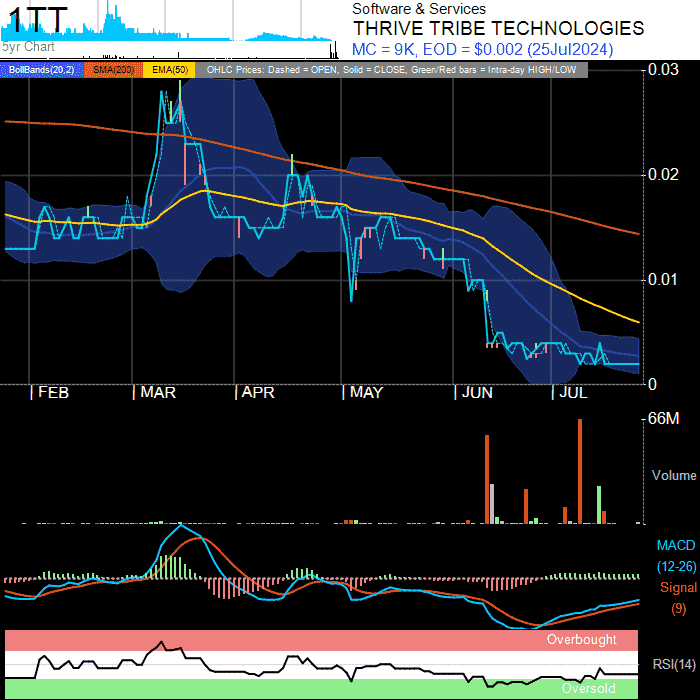 1TT
5yr Chart
Software & Services
THRIVE TRIBE TECHNOLOGIES
MC = 9K, EOD = $0.002 (25Jul2024)
BollBands(20,2) SMA(200) EMA(50) OHLC Prices: Dashed = OPEN, Solid = CLOSE, Green/Red bars = Intra-day HIGH/LOW
0.03
0.02
0.01
0
| FEB | MAR | APR | MAY | JUN | JUL
66M
Volume
MACD
(12-26)
Signal
(9)
Overbought
RSI(14)
Oversold